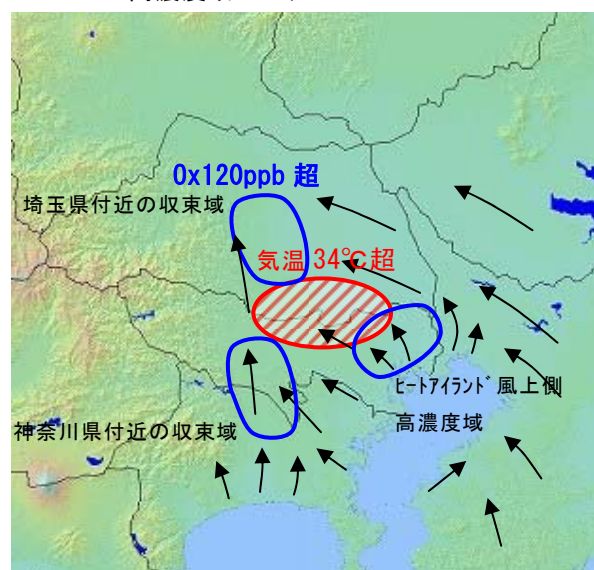 0x120ppb 超
埼玉県付近の収束域
気温 34℃超
ﾋｰﾄｱｲﾗﾝﾄﾞ風上側
高濃度域
神奈川県付近の収束域